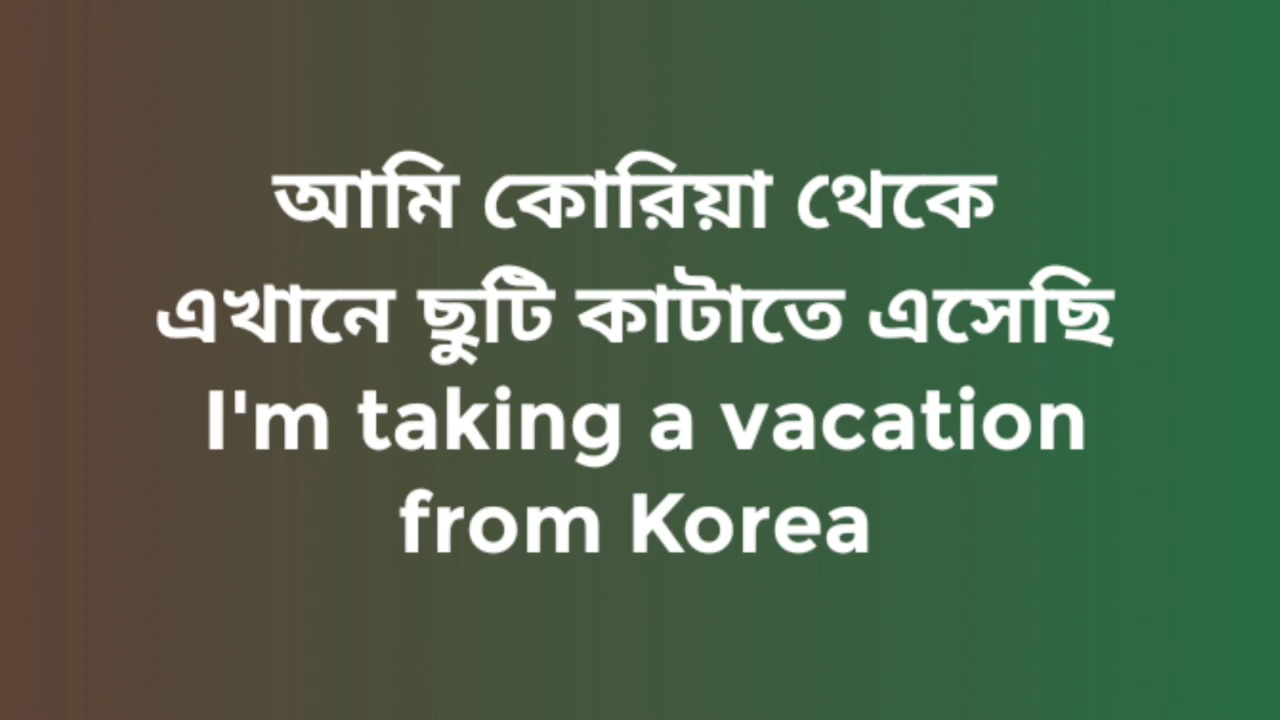 আমি কোরিয়া থেকে
এখানে ছুটি কাটাতে এসেছি
I'm taking a vacation
from Korea